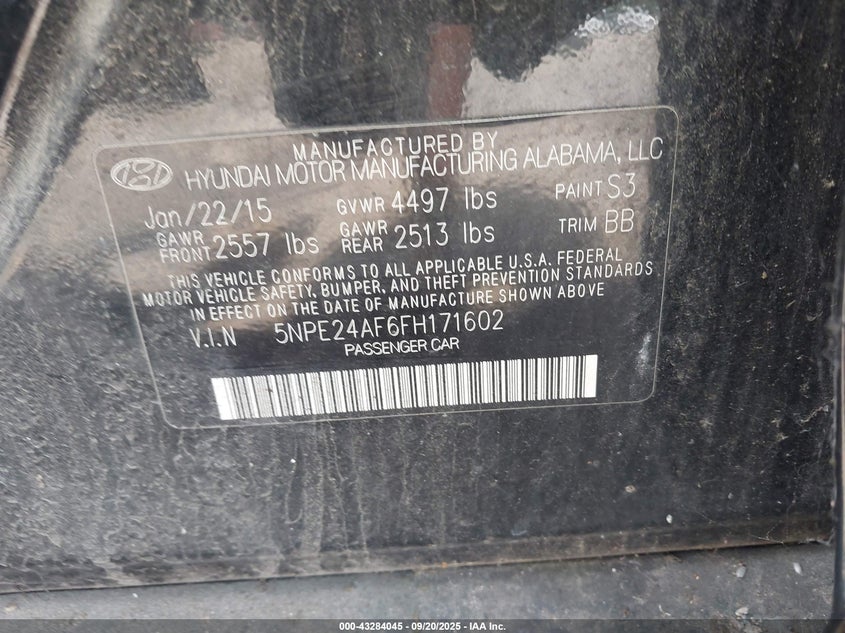 MANUFACTURED BY
HYUNDAI MOTOR MANUFACTURING ALABAMA, LLC
Jan/22/15 GVWR 4497 lbs PAINT S3
GAWR FRONT 2557 lbs GAWR REAR 2513 lbs TRIM BB
THIS VEHICLE CONFORMS TO ALL APPLICABLE U.S.A. FEDERAL
MOTOR VEHICLE SAFETY, BUMPER, AND THEFT PREVENTION STANDARDS
IN EFFECT ON THE DATE OF MANUFACTURE SHOWN ABOVE
V.I.N 5NPE24AF6FH171602
PASSENGER CAR
000-43284045 - 09/20/2025 - IAA Inc.